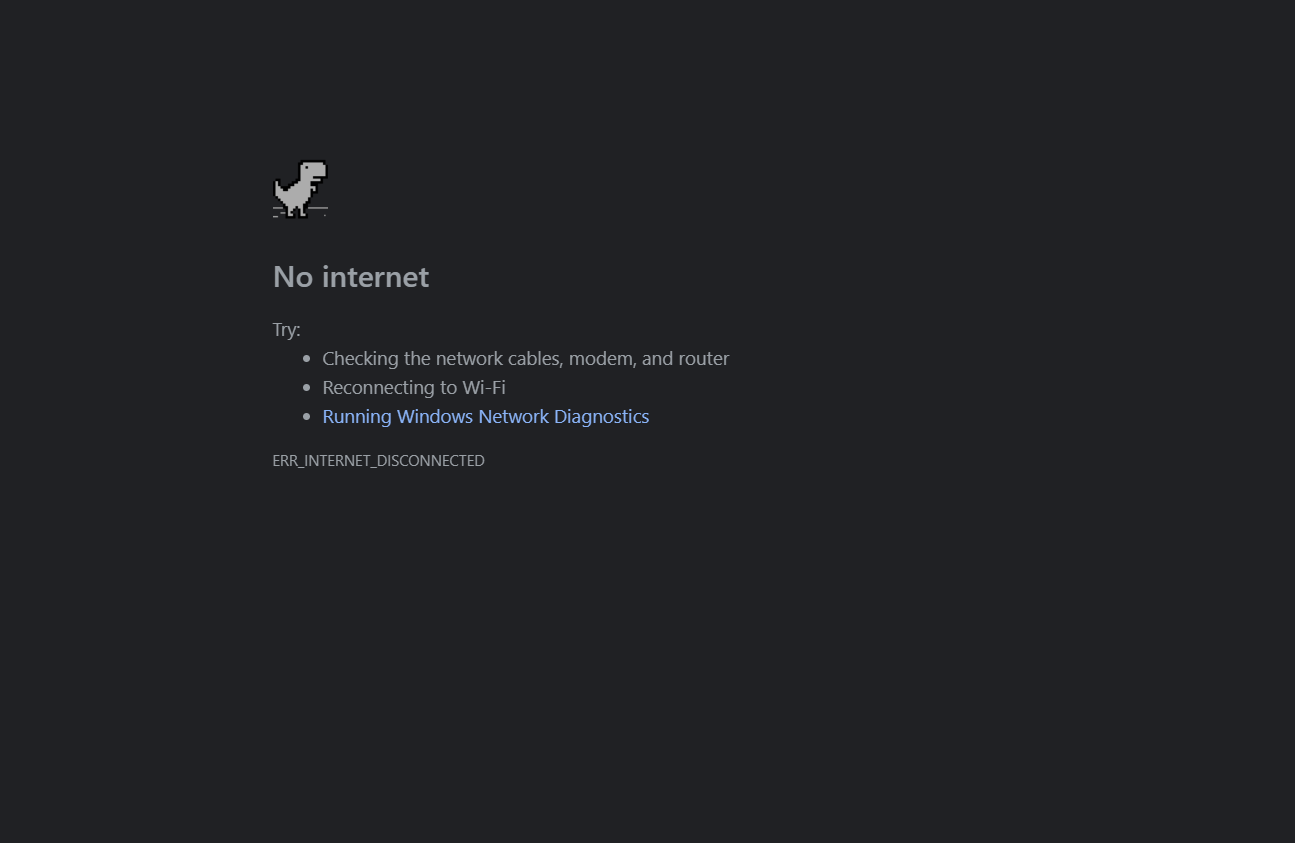 No internet
Try:
Checking the network cables, modem, and router
Reconnecting to Wi-Fi
Running Windows Network Diagnostics
ERR_INTERNET_DISCONNECTED